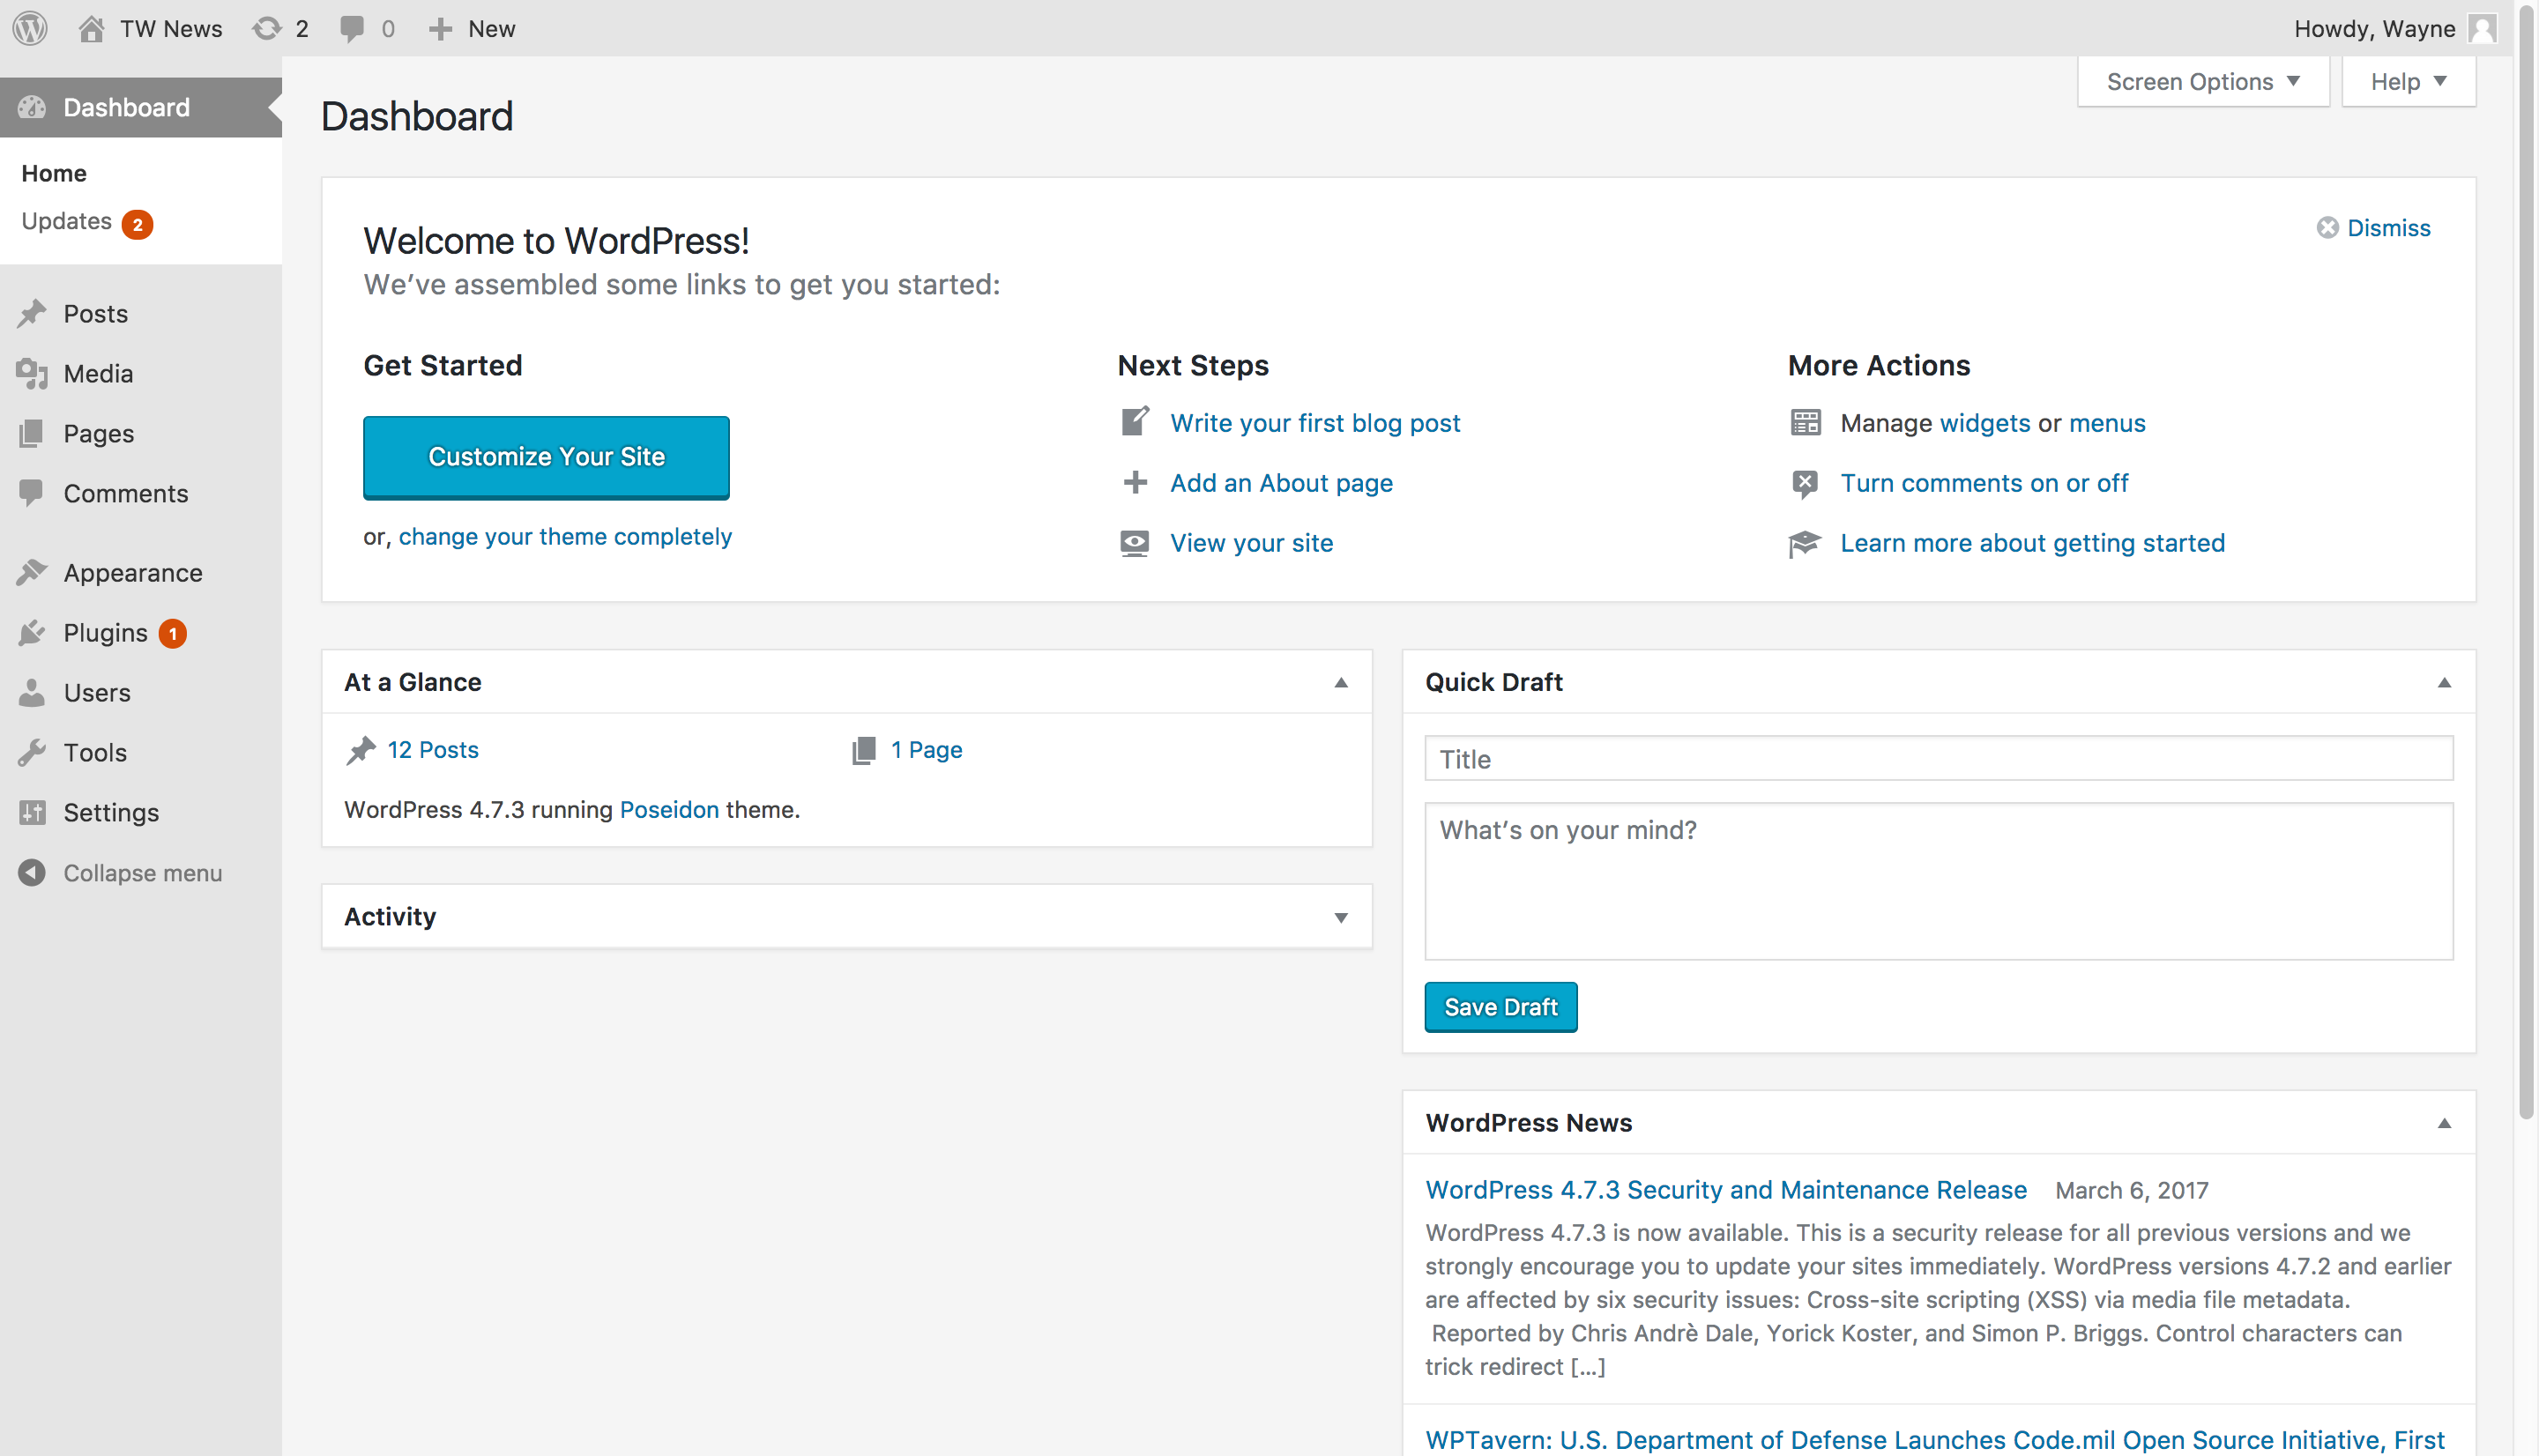 TW News 2 0 New Howdy, Wayne
Screen Options Help
Dashboard
Home
Updates 2
Posts
Media
Pages
Comments
Appearance
Plugins 1
Users
Tools
Settings
Collapse menu
Dashboard
Welcome to WordPress!
Dismiss
We’ve assembled some links to get you started:
Get Started
Customize Your Site
or, change your theme completely
Next Steps
Write your first blog post
Add an About page
View your site
More Actions
Manage widgets or menus
Turn comments on or off
Learn more about getting started
At a Glance
12 Posts 1 Page
WordPress 4.7.3 running Poseidon theme.
Activity
Quick Draft
Title
What’s on your mind?
Save Draft
WordPress News
WordPress 4.7.3 Security and Maintenance Release March 6, 2017
WordPress 4.7.3 is now available. This is a security release for all previous versions and we
strongly encourage you to update your sites immediately. WordPress versions 4.7.2 and earlier
are affected by six security issues: Cross-site scripting (XSS) via media file metadata.
Reported by Chris Andrè Dale, Yorick Koster, and Simon P. Briggs. Control characters can
trick redirect […]
WPTavern: U.S. Department of Defense Launches Code.mil Open Source Initiative, First